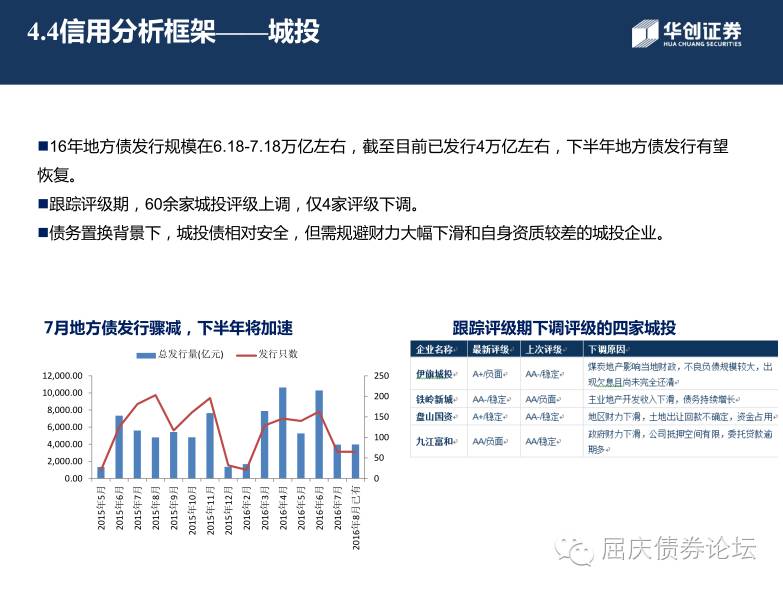 4.4信用分析框架——城投
华创证券
HUA CHUANG SECURITIES
■16年地方债发行规模在6.18-7.18万亿左右，截至目前已发行4万亿左右，下半年地方债发行有望
恢复。
■跟踪评级期，60余家城投评级上调，仅4家评级下调。
■债务置换背景下，城投债相对安全，但需规避财力大幅下滑和自身资质较差的城投企业。
7月地方债发行骤减，下半年将加速
总发行量(亿元) 发行只数
12,000.00 250
10,000.00 200
8,000.00 150
6,000.00 100
4,000.00 50
2,000.00 0
0.00
2015年5月
2015年6月
2015年7月
2015年8月
2015年9月
2015年10月
2015年11月
2015年12月
2016年2月
2016年3月
2016年4月
2016年5月
2016年6月
2016年7月
2016年8月已有
跟踪评级期下调评级的四家城投
企业名称 最新评级 上次评级 下调原因
伊旗城投 A+/负面 AA-/稳定 煤炭地产影响当地财政，不良负债规模较大，出
现欠息且尚未完全还清
铁岭新城 AA-/稳定 AA/负面 主业地产开发收入下滑，债务持续增长
盘山国资 A+/稳定 AA-/稳定 地区财力下滑，土地出让回款不确定，资金占用
九江富和 AA/负面 AA/稳定 政府财力下滑，公司抵押空间有限，委托贷款逾
期多
屈庆债券论坛